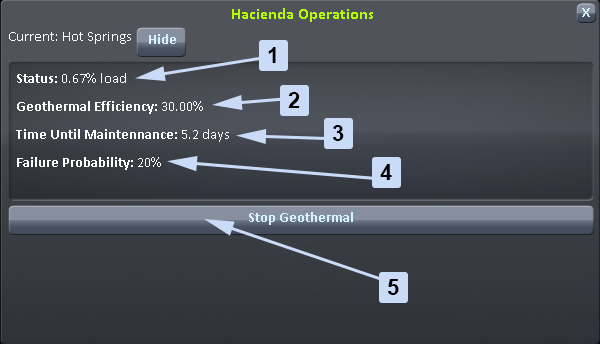 Hacienda Operations
X
Current: Hot Springs
Hide
1
Status: 0.67% load
2
Geothermal Efficiency: 30.00%
3
Time Until Maintennance: 5.2 days
4
Failure Probability: 20%
Stop Geothermal
5